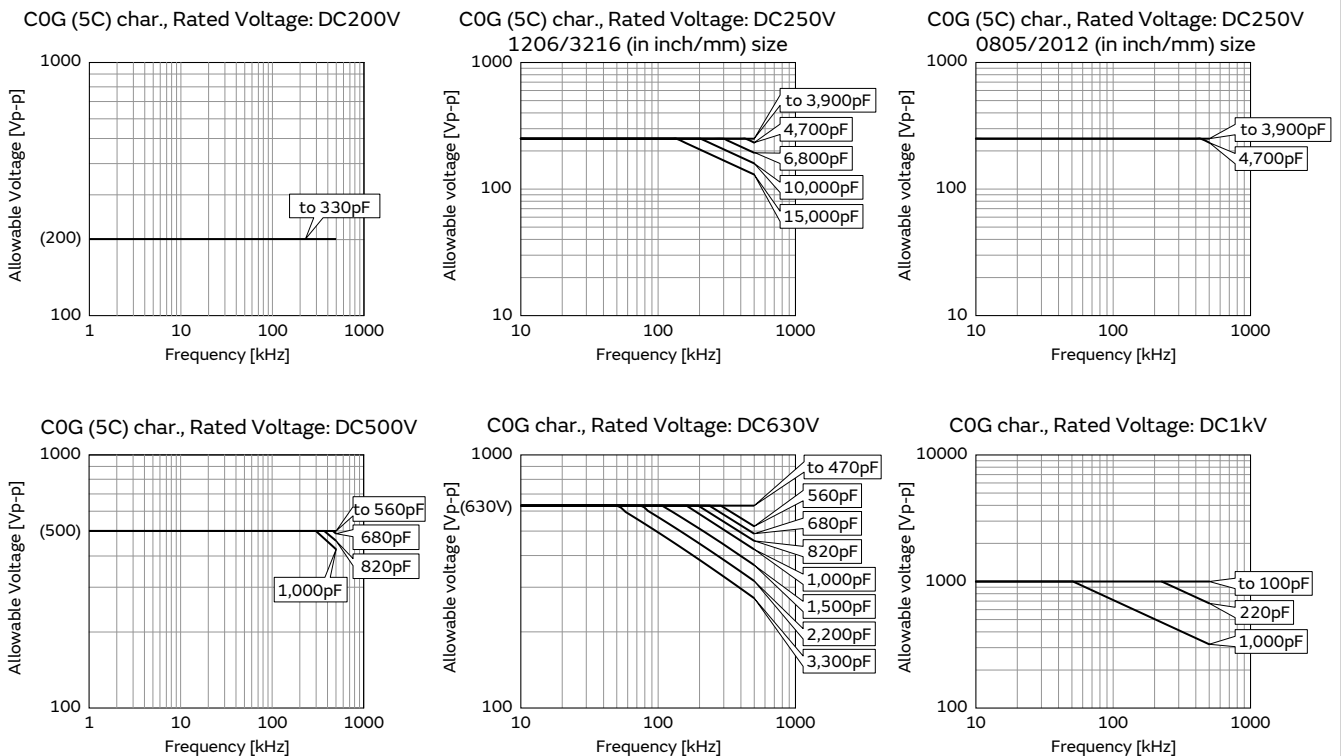 C0G (5C) char., Rated Voltage: DC200V
Allowable Voltage [Vp-p]
1000
(200)
100
to 330pF
1
10
100
1000
Frequency [kHz]
C0G (5C) char., Rated Voltage: DC250V
1206/3216 (in inch/mm) size
Allowable voltage [Vp-p]
1000
100
10
to 3,900pF
4,700pF
6,800pF
10,000pF
15,000pF
10
100
1000
Frequency [kHz]
C0G (5C) char., Rated Voltage: DC250V
0805/2012 (in inch/mm) size
Allowable voltage [Vp-p]
1000
100
10
to 3,900pF
4,700pF
10
100
1000
Frequency [kHz]
C0G (5C) char., Rated Voltage: DC500V
Allowable Voltage [Vp-p]
1000
(500)
100
to 560pF
680pF
820pF
1,000pF
1
10
100
1000
Frequency [kHz]
C0G char., Rated Voltage: DC630V
Allowable Voltage [Vp-p]
1000
(630V)
100
to 470pF
560pF
680pF
820pF
1,000pF
1,500pF
2,200pF
3,300pF
10
100
1000
Frequency [kHz]
C0G char., Rated Voltage: DC1kV
Allowable voltage [Vp-p]
10000
1000
100
to 100pF
220pF
1,000pF
10
100
1000
Frequency [kHz]